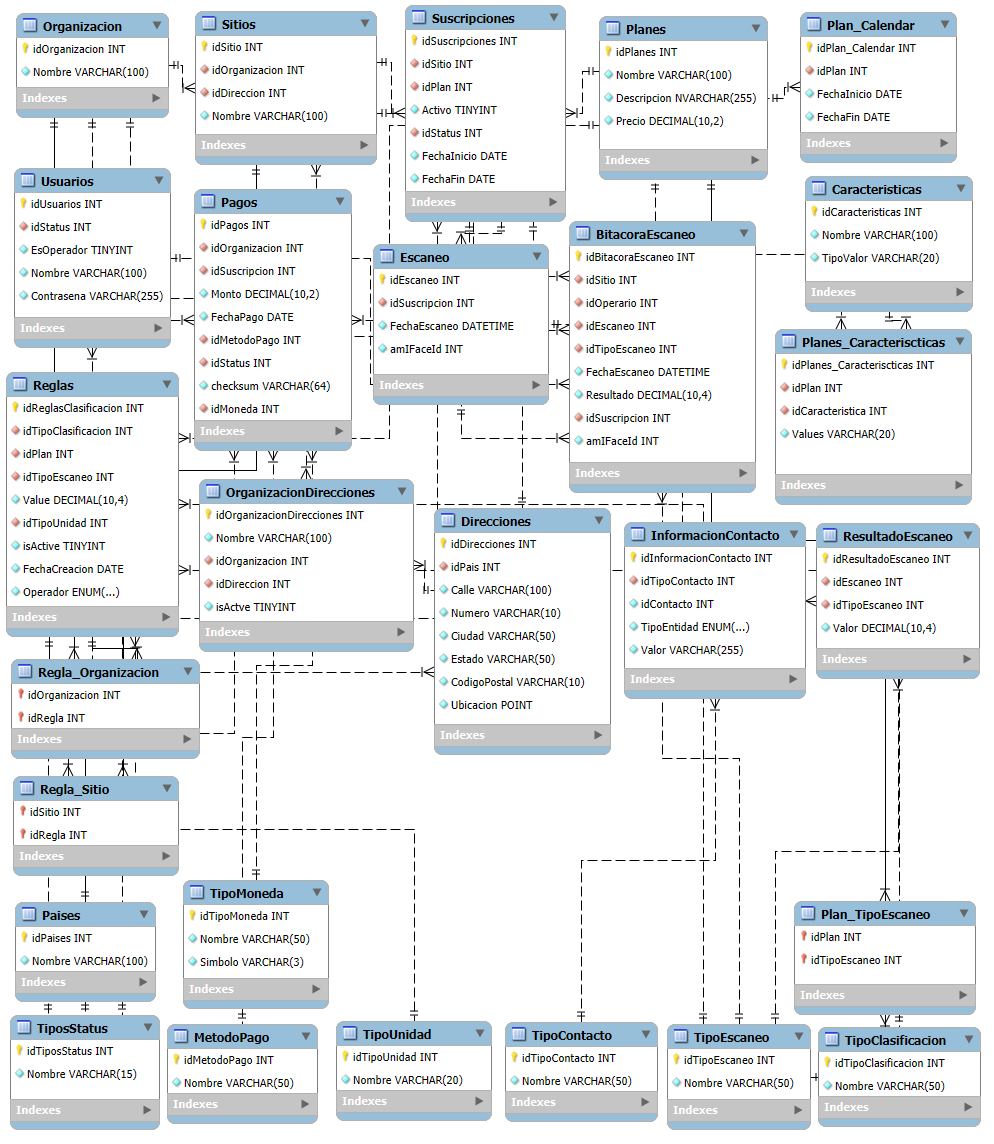 Organizacion
idOrganizacion INT
Nombre VARCHAR(100)
Indexes
Sitios
idSitio INT
idOrganizacion INT
idDireccion INT
Nombre VARCHAR(100)
Indexes
Suscripciones
idSuscripciones INT
idSitio INT
idPlan INT
Activo TINYINT
idStatus INT
FechaInicio DATE
FechaFin DATE
Indexes
Planes
idPlanes INT
Nombre VARCHAR(100)
Descripcion NVARCHAR(255)
Precio DECIMAL(10,2)
Indexes
Plan_Calendar
idPlan_Calendar INT
idPlan INT
FechaInicio DATE
FechaFin DATE
Indexes
Usuarios
idUsuarios INT
idStatus INT
EsOperador TINYINT
Nombre VARCHAR(100)
Contrasena VARCHAR(255)
Indexes
Pagos
idPagos INT
idOrganizacion INT
idSuscripcion INT
Monto DECIMAL(10,2)
FechaPago DATE
idMetodoPago INT
idStatus INT
checksum VARCHAR(64)
idMoneda INT
Indexes
Escaneo
idEscaneo INT
idSuscripcion INT
FechaEscaneo DATETIME
amIFaceId INT
Indexes
BitacoraEscaneo
idBitacoraEscaneo INT
idSitio INT
idOperario INT
idEscaneo INT
idTipoEscaneo INT
FechaEscaneo DATETIME
Resultado DECIMAL(10,4)
idSuscripcion INT
amIFaceId INT
Indexes
Caracteristicas
idCaracteristicas INT
Nombre VARCHAR(100)
TipoValor VARCHAR(20)
Indexes
Planes_Caracteriscticas
idPlanes_Carateriscticas INT
idPlan INT
idCaracteristica INT
Values VARCHAR(20)
Indexes
Reglas
idReglasClasificacion INT
idTipoClasificacion INT
idPlan INT
idTipoEscaneo INT
Value DECIMAL(10,4)
idTipoUnidad INT
isActive TINYINT
FechaCreacion DATE
Operador ENUM(...)
Indexes
OrganizacionDirecciones
idOrganizacionDirecciones INT
Nombre VARCHAR(100)
idOrganizacion INT
idDireccion INT
isActve TINYINT
Indexes
Direcciones
idDirecciones INT
idPais INT
Calle VARCHAR(100)
Numero VARCHAR(10)
Ciudad VARCHAR(50)
Estado VARCHAR(50)
CodigoPostal VARCHAR(10)
Ubicacion POINT
Indexes
InformacionContacto
idInformacionContacto INT
idTipoContacto INT
idContacto INT
TipoEntidad ENUM(...)
Valor VARCHAR(255)
Indexes
ResultadoEscaneo
idResultadoEscaneo INT
idEscaneo INT
idTipoEscaneo INT
Valor DECIMAL(10,4)
Indexes
Regla_Organizacion
idOrganizacion INT
idRegla INT
Indexes
Regla_Sitio
idSitio INT
idRegla INT
Indexes
Paises
idPaises INT
Nombre VARCHAR(100)
Indexes
TipoMoneda
idTipoMoneda INT
Nombre VARCHAR(50)
Simbolo VARCHAR(3)
Indexes
Plan_TipoEscaneo
idPlan INT
idTipoEscaneo INT
Indexes
TiposStatus
idTiposStatus INT
Nombre VARCHAR(15)
Indexes
MetodoPago
idMetodoPago INT
Nombre VARCHAR(50)
Indexes
TipoUnidad
idTipoUnidad INT
Nombre VARCHAR(20)
Indexes
TipoContacto
idTipoContacto INT
Nombre VARCHAR(50)
Indexes
TipoEscaneo
idTipoEscaneo INT
Nombre VARCHAR(50)
Indexes
TipoClasificacion
idTipoClasificacion INT
Nombre VARCHAR(50)
Indexes